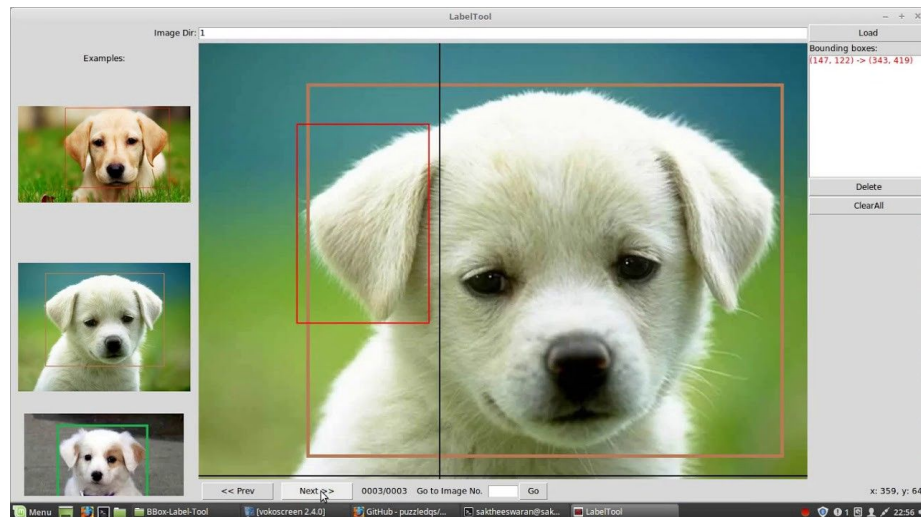 LabelTool
Image Dir: 1
Load
Examples:
Bounding boxes:
(147, 122) -> (343, 419)
Delete
ClearAll
<< Prev
Next >>
0003/0003
Go to Image No.
Go
x: 359, y: 64
Menu
BBox-Label-Tool
[vokoscreen 2.4.0]
GitHub - puzzledqs/...
saktheeswaran@sak...
LabelTool
1
22:56